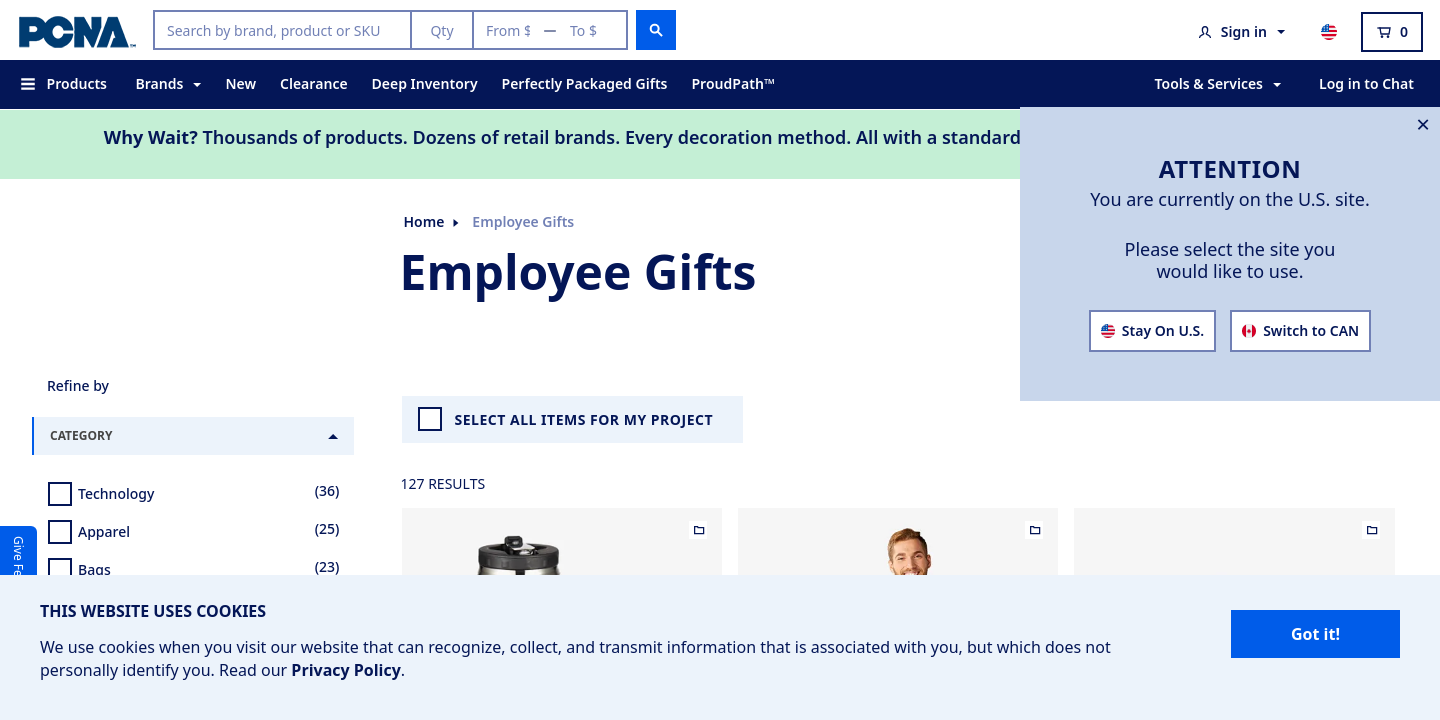 PCNA
Search by brand, product or SKU
Qty
From $ — To $
Sign in
0
Products
Brands
New
Clearance
Deep Inventory
Perfectly Packaged Gifts
ProudPath™
Tools & Services
Log in to Chat
Why Wait? Thousands of products. Dozens of retail brands. Every decoration method. All with a standard
ATTENTION
You are currently on the U.S. site.
Please select the site you
would like to use.
Stay On U.S.
Switch to CAN
Home
Employee Gifts
Employee Gifts
Refine by
CATEGORY
Technology (36)
Apparel (25)
Bags (23)
SELECT ALL ITEMS FOR MY PROJECT
127 RESULTS
Give Fe
THIS WEBSITE USES COOKIES
We use cookies when you visit our website that can recognize, collect, and transmit information that is associated with you, but which does not
personally identify you. Read our Privacy Policy.
Got it!